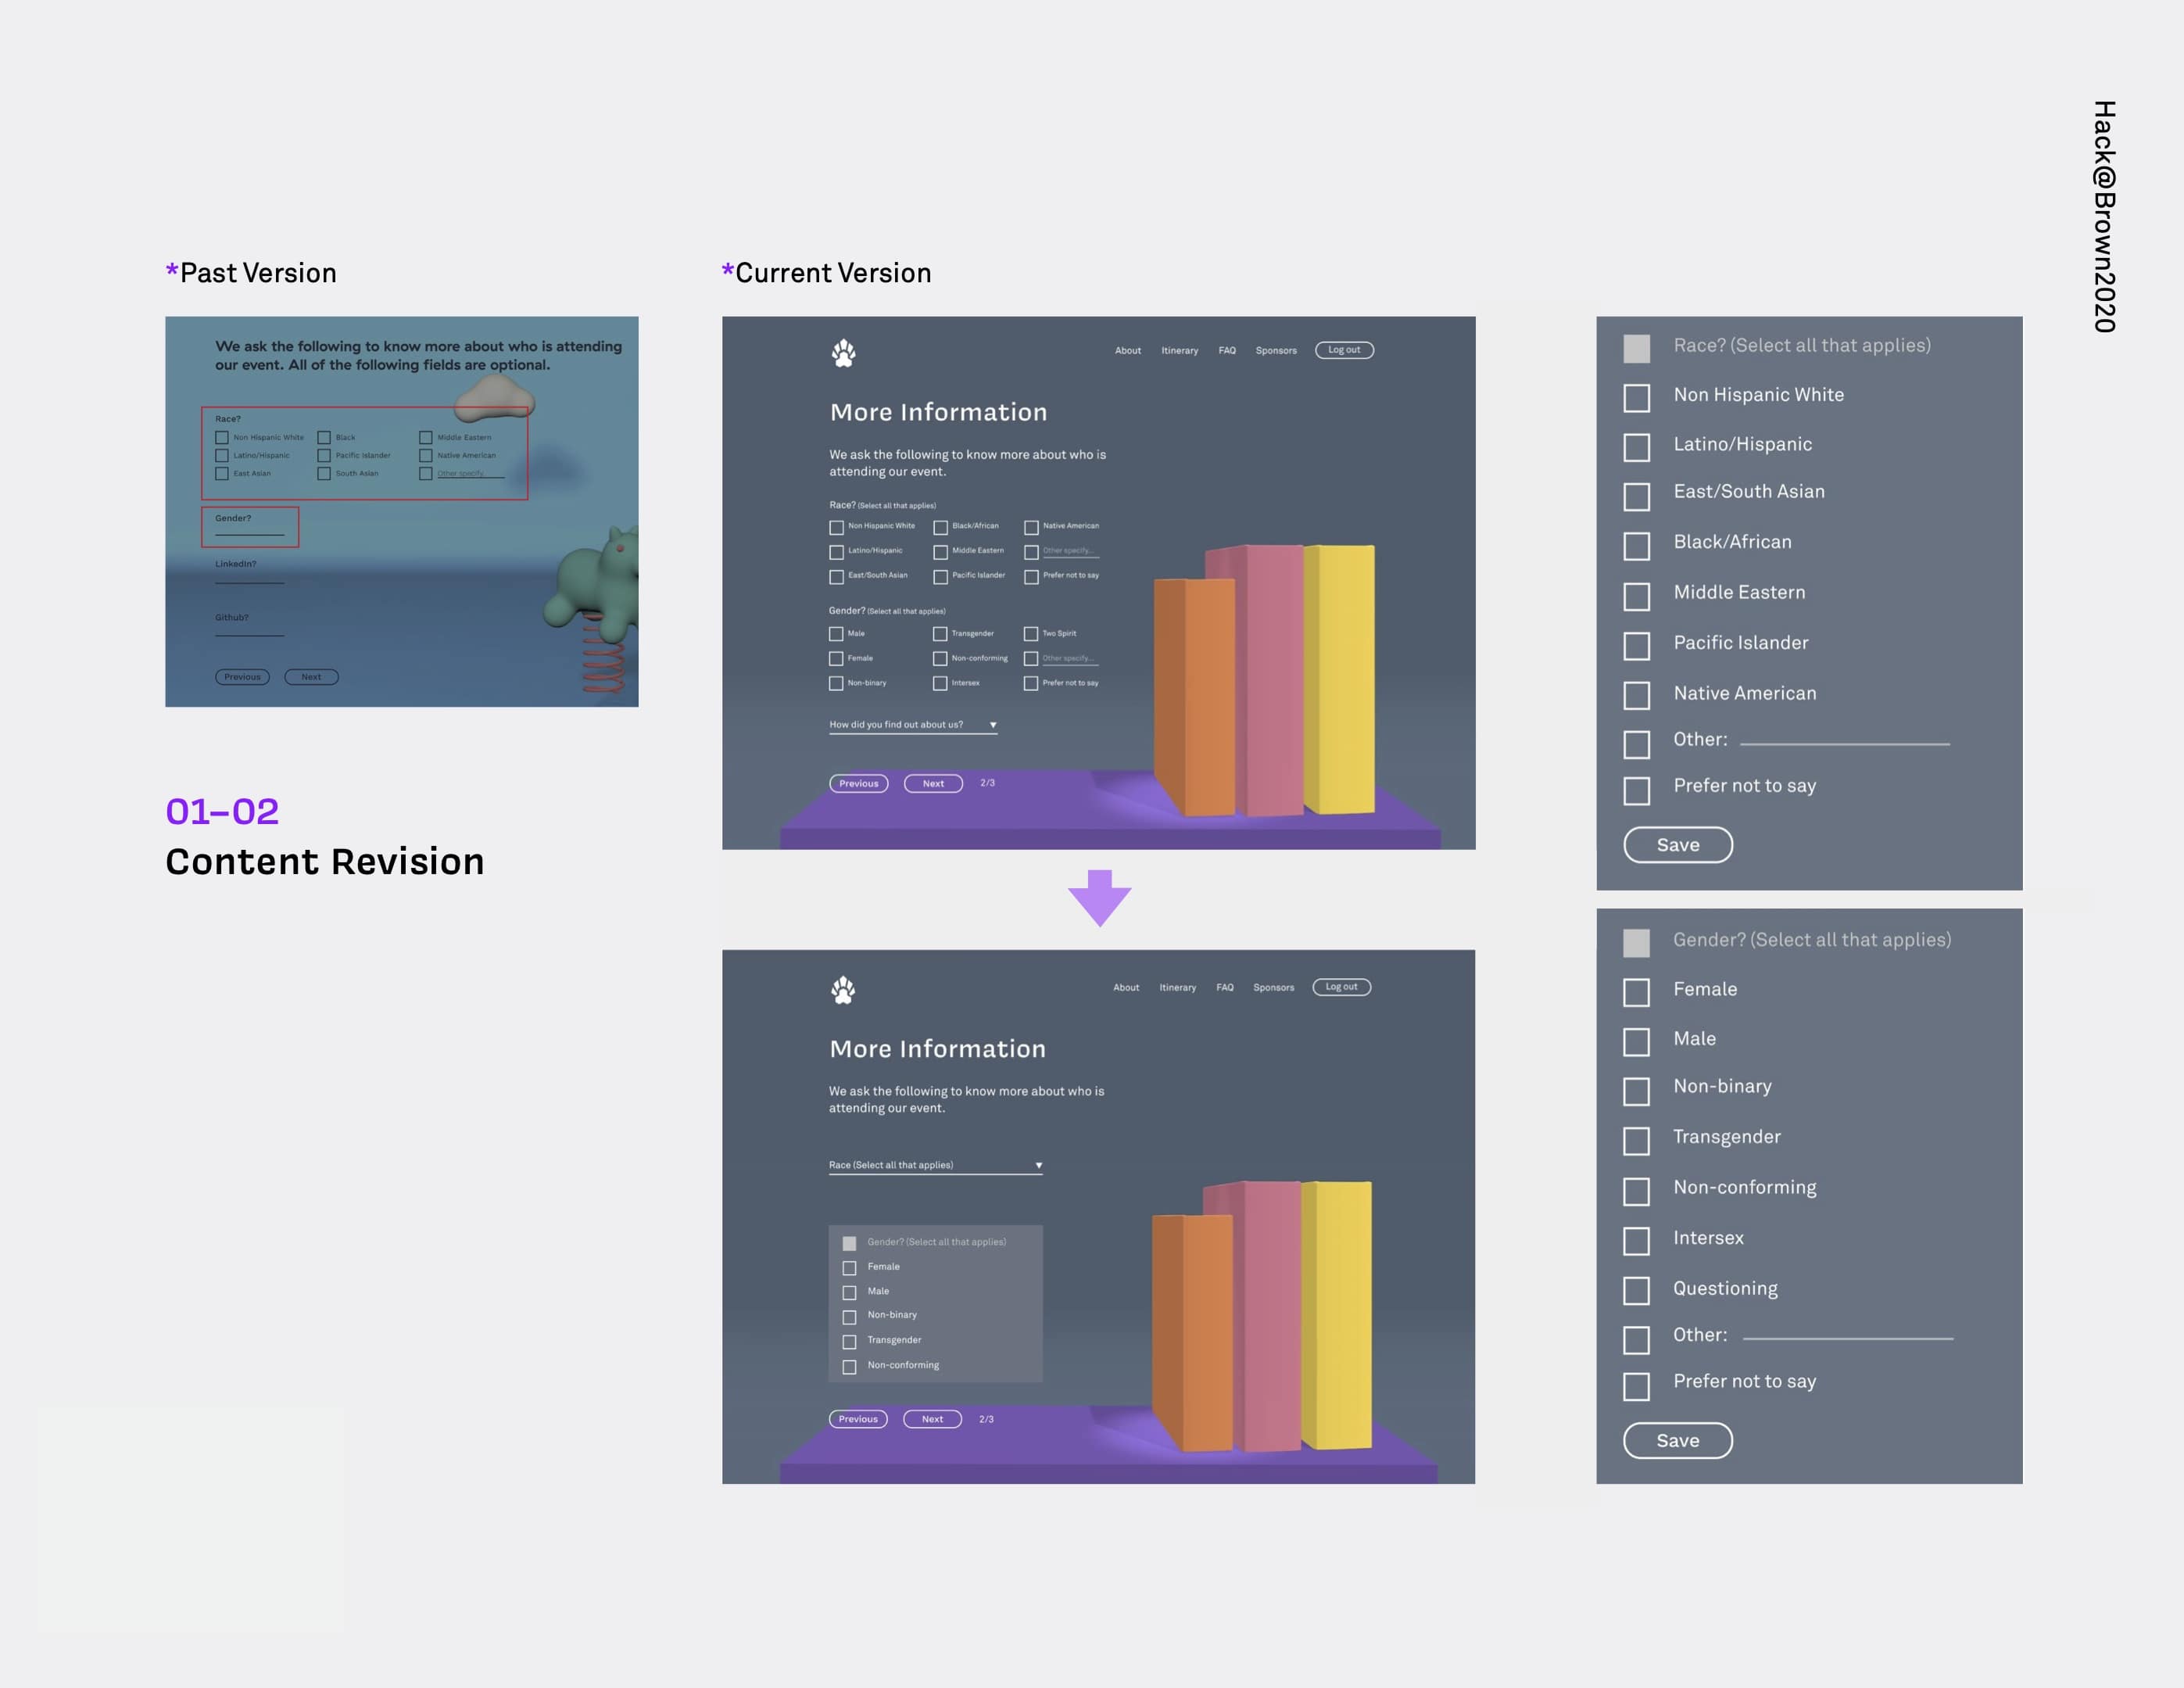 Hack@Brown2020
*Past Version
We ask the following to know more about who is attending
our event. All of the following fields are optional.
Race?
Non Hispanic White Black Middle Eastern
Latino/Hispanic Pacific Islander Native American
East Asian South Asian Other specify...
Gender?
LinkedIn?
Github?
Previous Next
01–02
Content Revision
*Current Version
About Itinerary FAQ Sponsors Log out
More Information
We ask the following to know more about who is
attending our event.
Race? (Select all that applies)
Non Hispanic White Black/African Native American
Latino/Hispanic Middle Eastern Other specify...
East/South Asian Pacific Islander Prefer not to say
Gender? (Select all that applies)
Male Transgender Two Spirit
Female Non-conforming Other specify...
Non-binary Intersex Prefer not to say
How did you find out about us?
Previous Next 2/3
About Itinerary FAQ Sponsors Log out
More Information
We ask the following to know more about who is
attending our event.
Race (Select all that applies)
Gender? (Select all that applies)
Female
Male
Non-binary
Transgender
Non-conforming
Previous Next 2/3
Race? (Select all that applies)
Non Hispanic White
Latino/Hispanic
East/South Asian
Black/African
Middle Eastern
Pacific Islander
Native American
Other:
Prefer not to say
Save
Gender? (Select all that applies)
Female
Male
Non-binary
Transgender
Non-conforming
Intersex
Questioning
Other:
Prefer not to say
Save